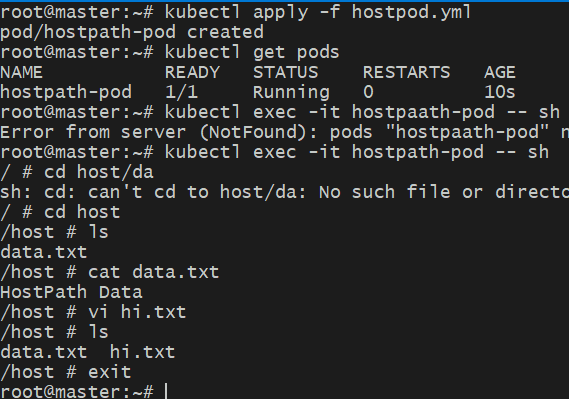 root@master:~# kubectl apply -f hostpod.yml
pod/hostpath-pod created
root@master:~# kubectl get pods
NAME READY STATUS RESTARTS AGE
hostpath-pod 1/1 Running 0 10s
root@master:~# kubectl exec -it hostpaath-pod -- sh
Error from server (NotFound): pods "hostpaath-pod" n
root@master:~# kubectl exec -it hostpath-pod -- sh
/ # cd host/da
sh: cd: can't cd to host/da: No such file or directo
/ # cd host
/host # ls
data.txt
/host # cat data.txt
HostPath Data
/host # vi hi.txt
/host # ls
data.txt hi.txt
/host # exit
root@master:~#